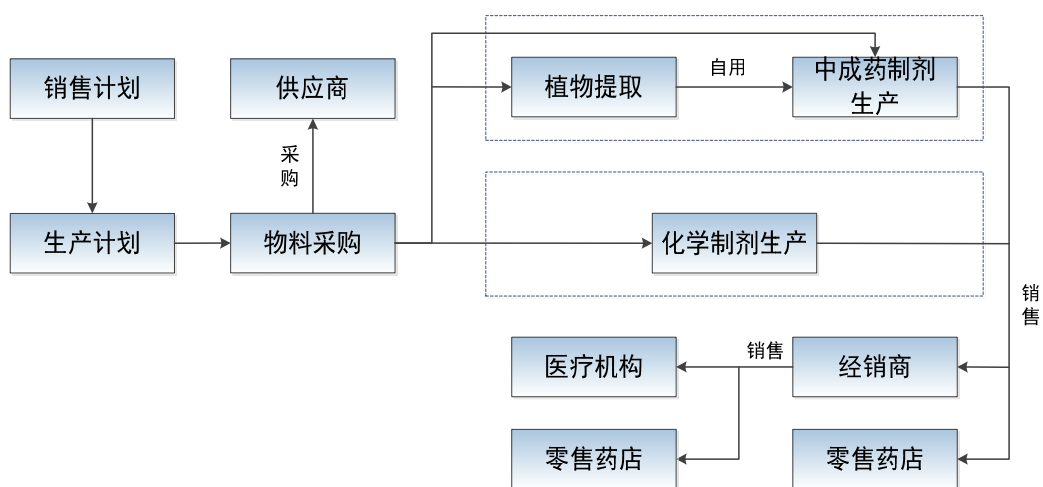 销售计划
供应商
植物提取
自用
中成药制剂
生产
采
购
生产计划
物料采购
化学制剂生产
销
售
医疗机构
销售
经销商
零售药店
零售药店